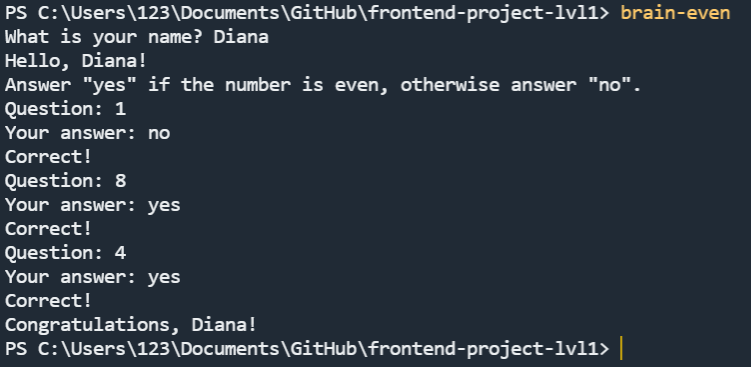 PS C:\Users\123\Documents\GitHub\frontend-project-lvl1> brain-even
What is your name? Diana
Hello, Diana!
Answer "yes" if the number is even, otherwise answer "no".
Question: 1
Your answer: no
Correct!
Question: 8
Your answer: yes
Correct!
Question: 4
Your answer: yes
Correct!
Congratulations, Diana!
PS C:\Users\123\Documents\GitHub\frontend-project-lvl1>